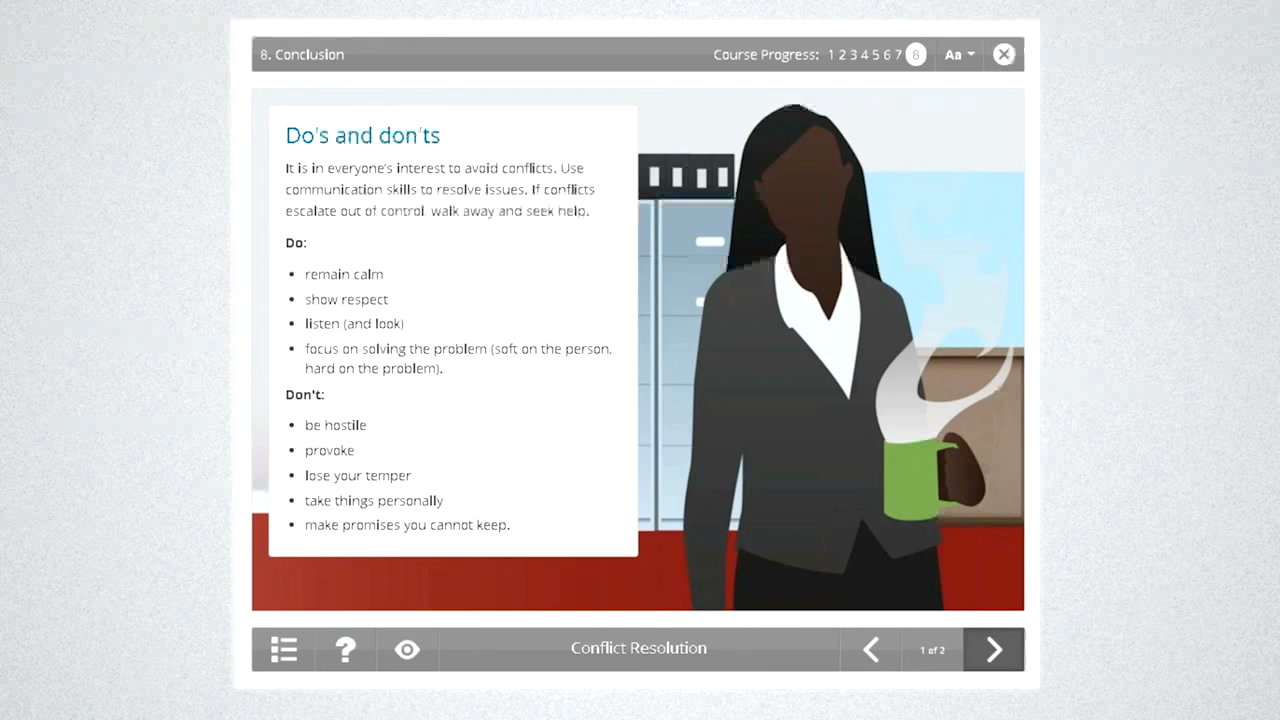 8. Conclusion
Course Progress: 1 2 3 4 5 6 7 8
Aa
Do's and don'ts
It is in everyone's interest to avoid conflicts. Use
communication skills to resolve issues. If conflicts
escalate out of control, walk away and seek help.
Do:
• remain calm
• show respect
• listen (and look)
• focus on solving the problem (soft on the person,
hard on the problem).
Don't:
• be hostile
• provoke
• lose your temper
• take things personally
• make promises you cannot keep.
?
Conflict Resolution
1 of 2